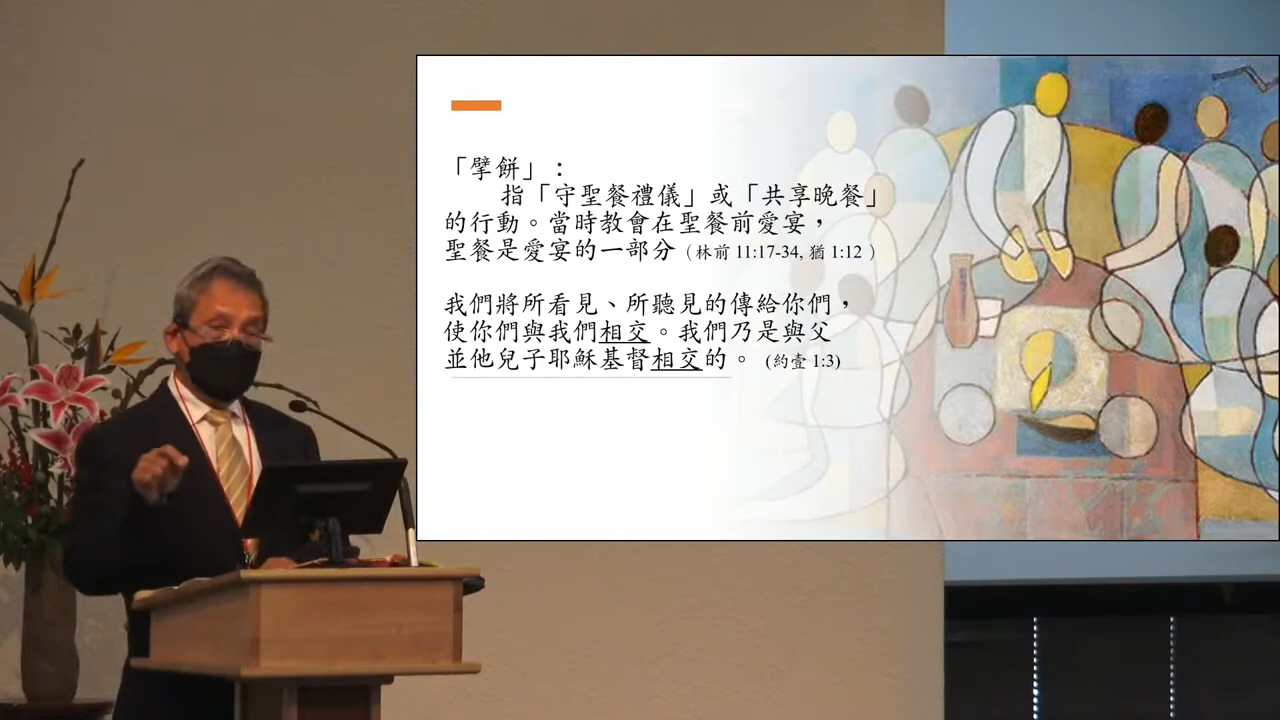 「擘餅」：
指「守聖餐禮儀」或「共享晚餐」
的行動。當時教會在聖餐前愛宴，
聖餐是愛宴的一部分（林前 11:17-34, 猶 1:12 ）
我們將所看見、所聽見的傳給你們，
使你們與我們相交。我們乃是與父
並他兒子耶穌基督相交的。 (約壹 1:3)